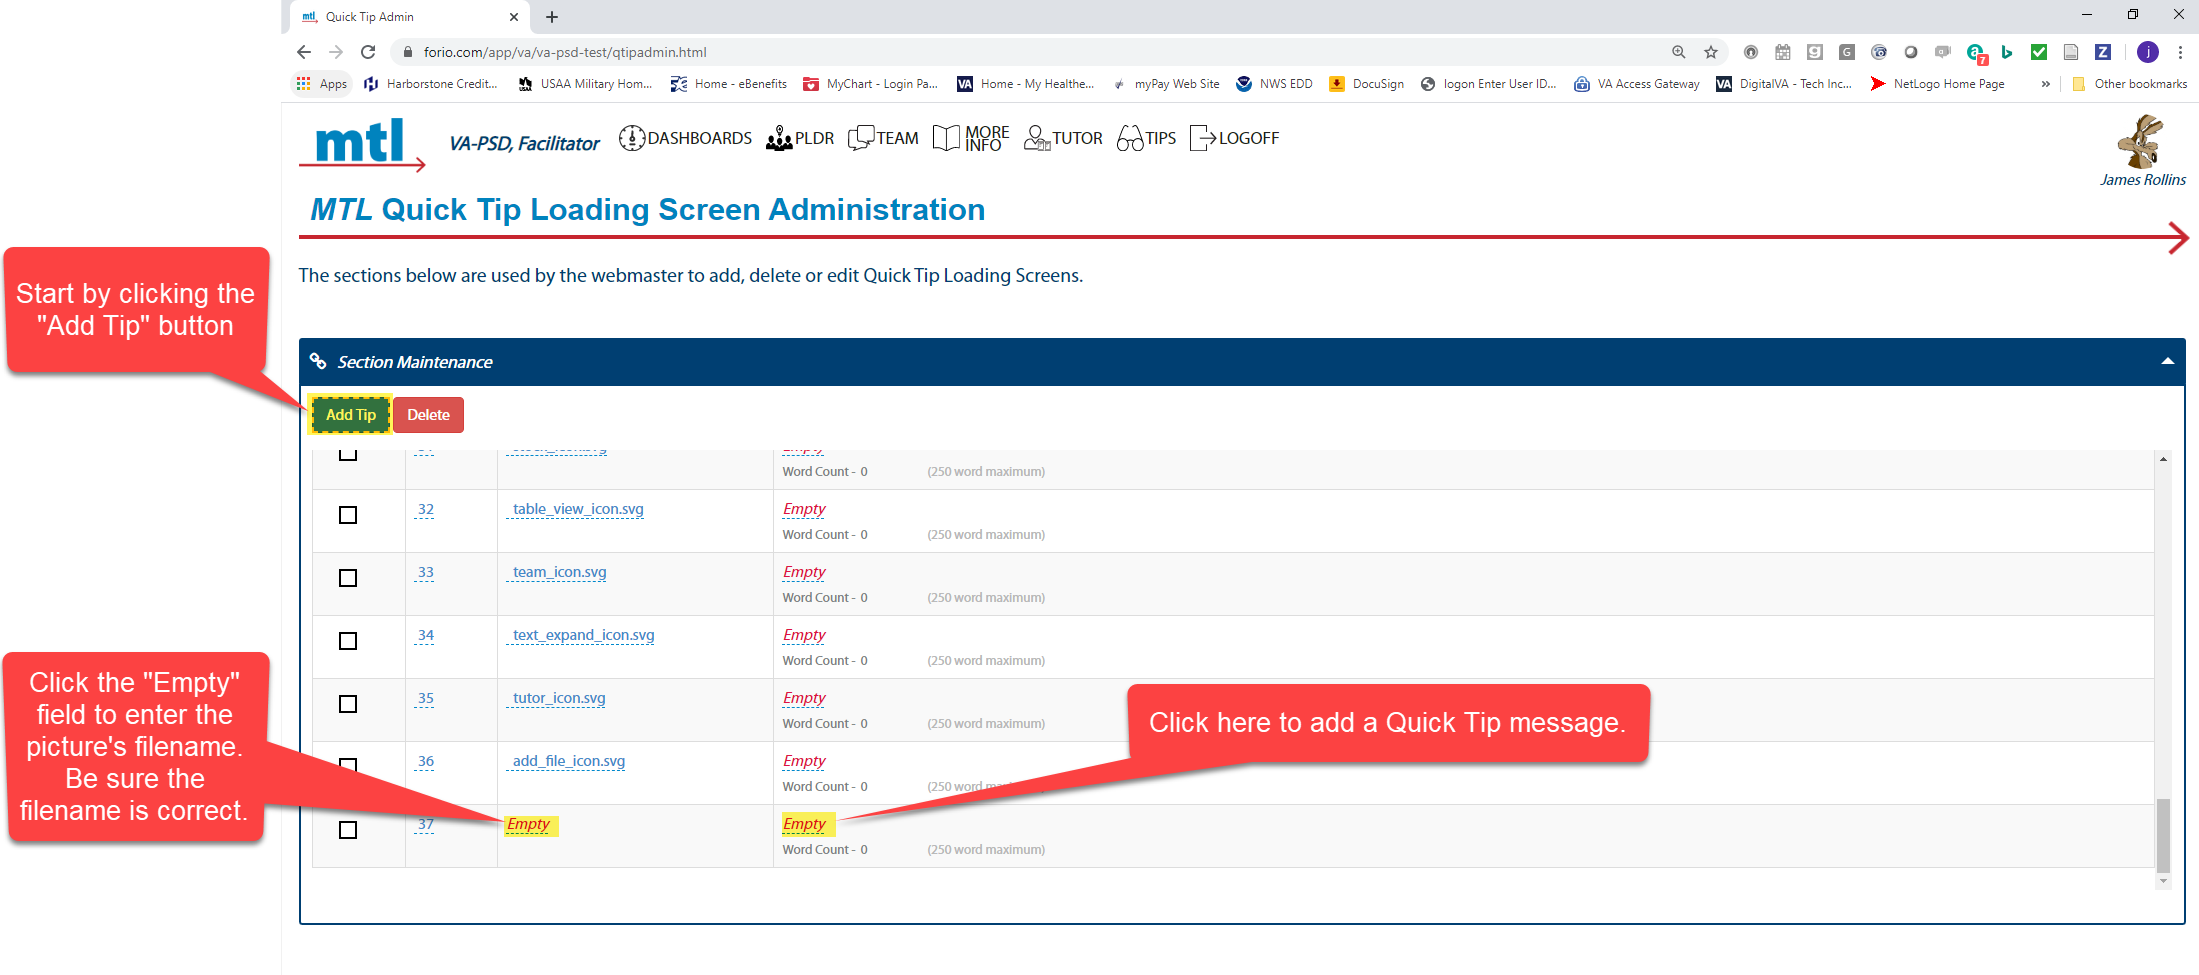 mtl Quick Tip Admin
forio.com/app/va/va-psd-test/qtipadmin.html
7
j
Apps Harborstone Credit... USAA Military Hom... Home - eBenefits MyChart - Login Pa... VA Home - My Healthe... myPay Web Site NWS EDD DocuSign logon Enter User ID... VA Access Gateway VA DigitalVA - Tech Inc... NetLogo Home Page » Other bookmarks
mtl VA-PSD, Facilitator DASHBOARDS PLDR TEAM MORE INFO TUTOR TIPS LOGOFF
James Rollins
MTL Quick Tip Loading Screen Administration
The sections below are used by the webmaster to add, delete or edit Quick Tip Loading Screens.
Start by clicking the
"Add Tip" button
Section Maintenance
Add Tip Delete
Word Count - 0 (250 word maximum)
32 table_view_icon.svg Empty
Word Count - 0 (250 word maximum)
33 team_icon.svg Empty
Word Count - 0 (250 word maximum)
34 text_expand_icon.svg Empty
Word Count - 0 (250 word maximum)
35 tutor_icon.svg Empty
Word Count - 0 (250 word maximum)
36 add_file_icon.svg Empty
Word Count - 0 (250 word
37 Empty Empty
Word Count - 0 (250 word maximum)
Click the "Empty"
field to enter the
picture's filename.
Be sure the
filename is correct.
Click here to add a Quick Tip message.